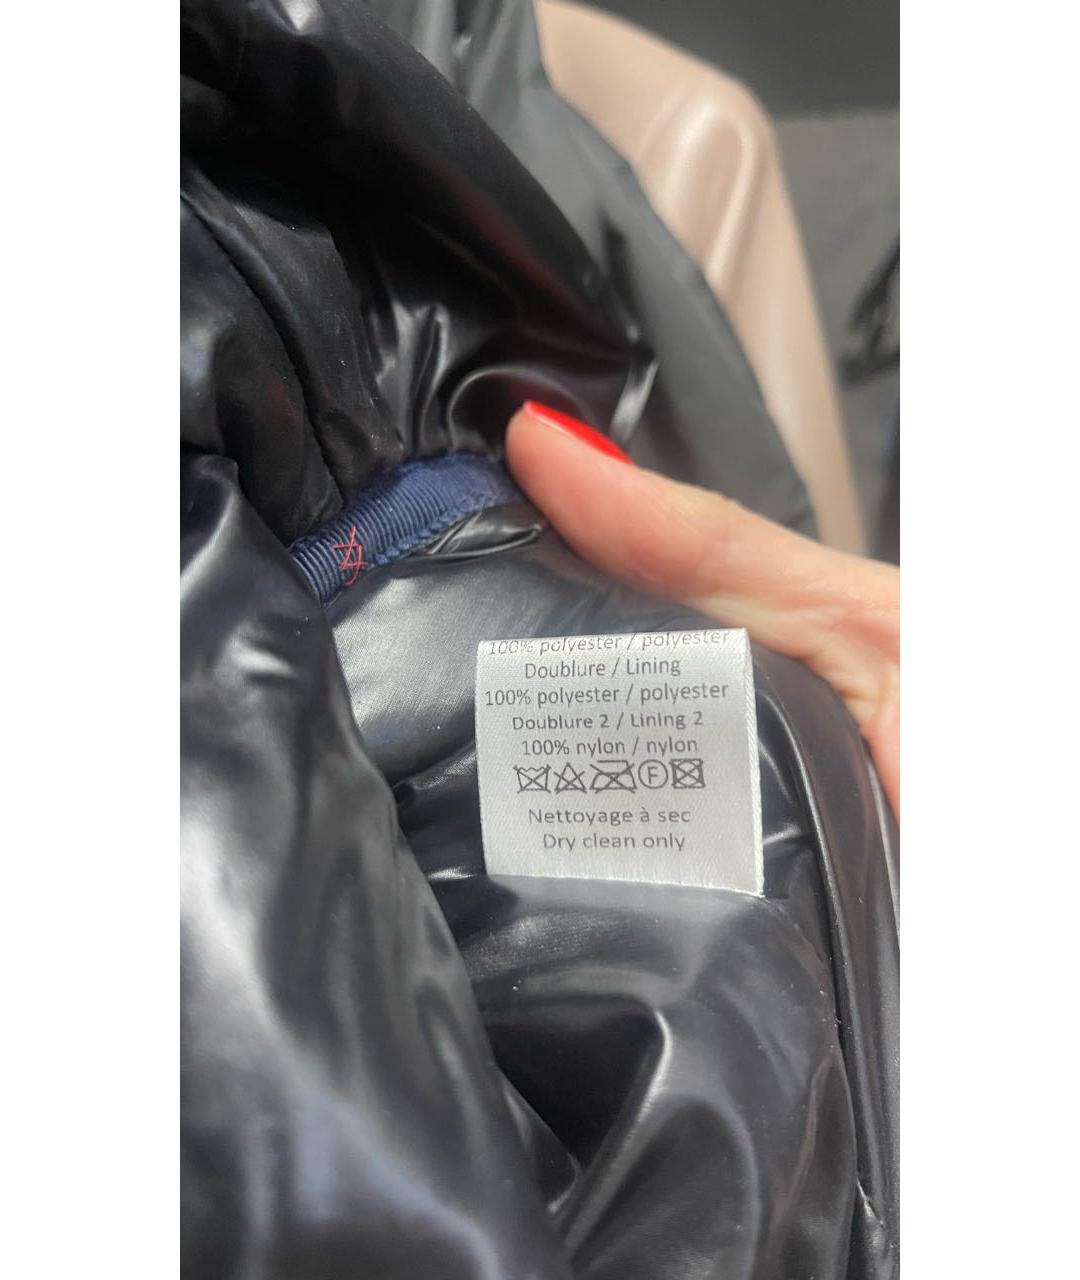 100% polyester / polyester
Doublure / Lining
100% polyester / polyester
Doublure 2 / Lining 2
100% nylon / nylon
F
Nettoyage à sec
Dry clean only